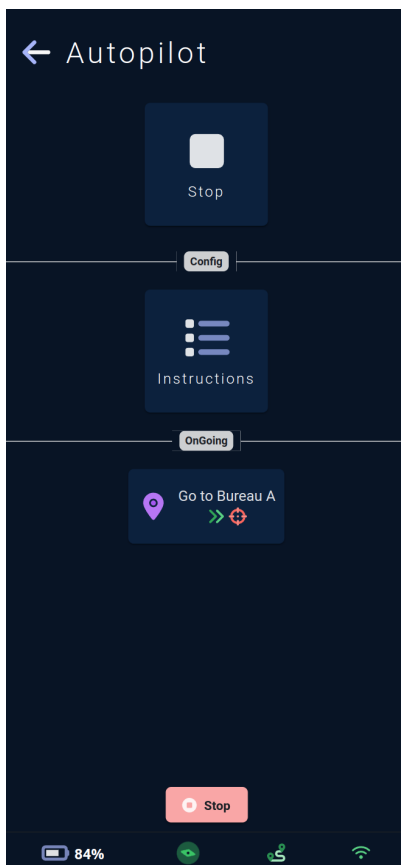 Autopilot
Stop
Config
Instructions
OnGoing
Go to Bureau A
Stop
84%